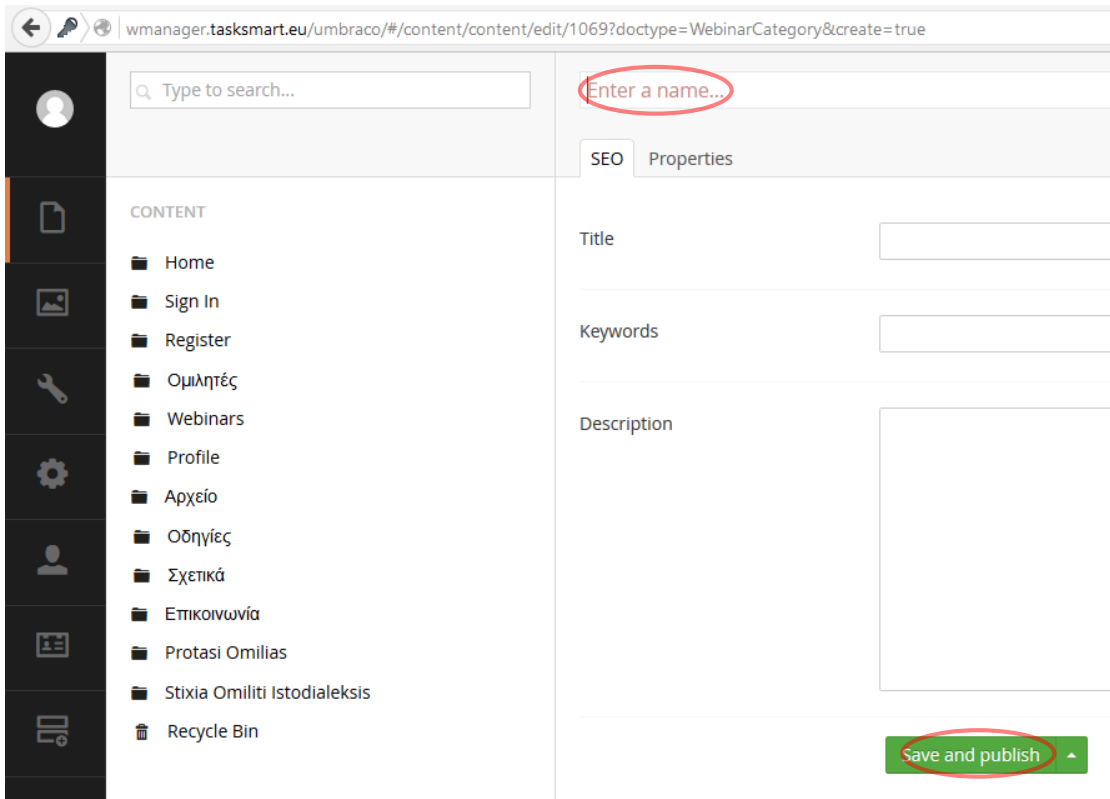 wmanager.tasksmart.eu/umbraco/#/content/content/edit/1069?doctype=WebinarCategory&create=true
Type to search...
Enter a name...
SEO Properties
CONTENT
Home
Sign In
Register
Ομιλητές
Webinars
Profile
Αρχείο
Οδηγίες
Σχετικά
Επικοινωνία
Protasi Omilias
Stixia Omiliti Istodialeksis
Recycle Bin
Title
Keywords
Description
Save and publish